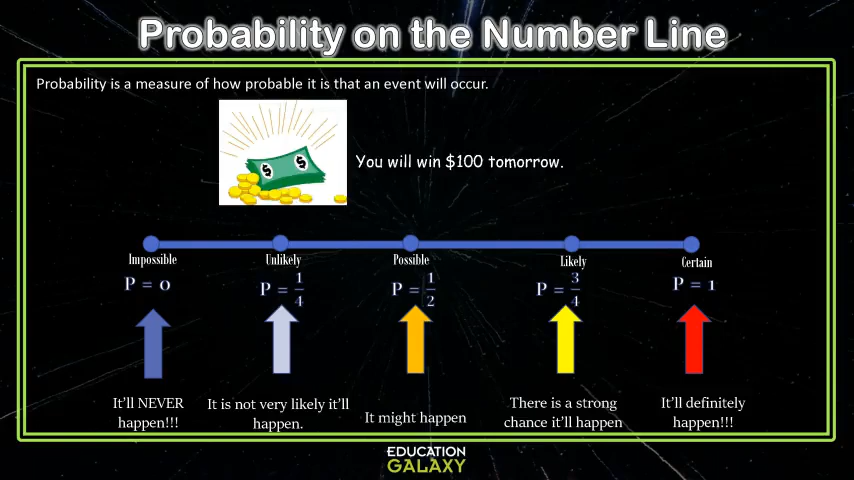 Probability on the Number Line
Probability is a measure of how probable it is that an event will occur.
$ $
You will win $100 tomorrow.
Impossible Unlikely Possible Likely Certain
P = 0 P = 1/4 P = 1/2 P = 3/4 P = 1
It'll NEVER
happen!!!
It is not very likely it'll
happen.
It might happen
There is a strong
chance it'll happen
It'll definitely
happen!!!
EDUCATION
GALAXY